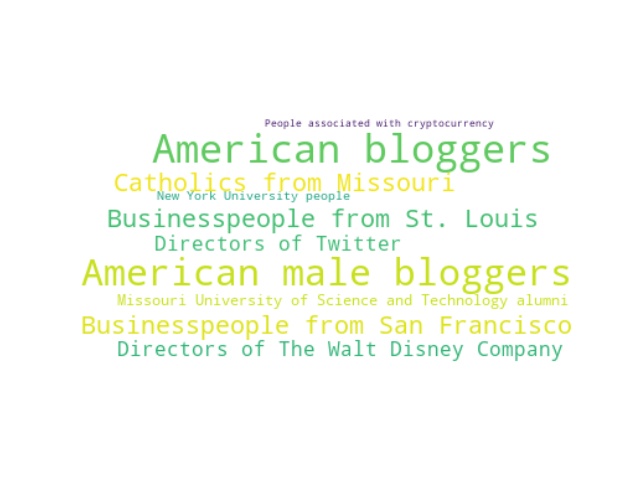 People associated with cryptocurrency
American bloggers
Catholics from Missouri
New York University people
Businesspeople from St. Louis
Directors of Twitter
American male bloggers
Missouri University of Science and Technology alumni
Businesspeople from San Francisco
Directors of The Walt Disney Company